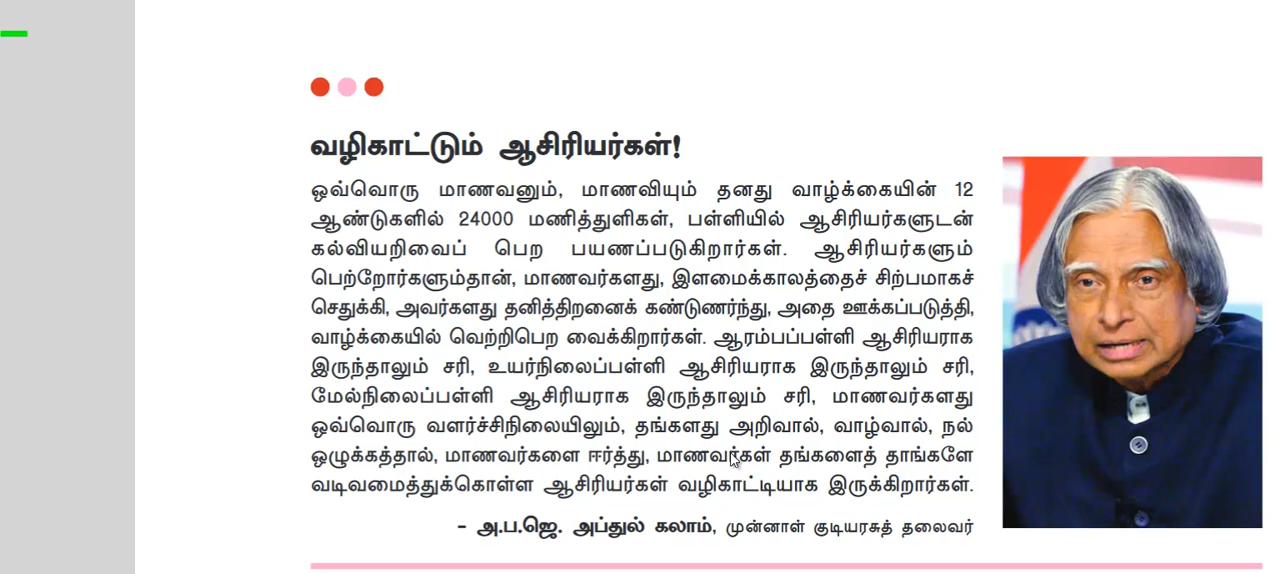 வழிகாட்டும் ஆசிரியர்கள்!
ஒவ்வொரு மாணவனும், மாணவியும் தனது வாழ்க்கையின் 12
ஆண்டுகளில் 24000 மணித்துளிகள், பள்ளியில் ஆசிரியர்களுடன்
கல்வியறிவைப் பெற பயணப்படுகிறார்கள். ஆசிரியர்களும்
பெற்றோர்களும்தான், மாணவர்களது, இளமைக்காலத்தைச் சிற்பமாகச்
செதுக்கி, அவர்களது தனித்திறனைக் கண்டுணர்ந்து, அதை ஊக்கப்படுத்தி,
வாழ்க்கையில் வெற்றிபெற வைக்கிறார்கள். ஆரம்பப்பள்ளி ஆசிரியராக
இருந்தாலும் சரி, உயர்நிலைப்பள்ளி ஆசிரியராக இருந்தாலும் சரி,
மேல்நிலைப்பள்ளி ஆசிரியராக இருந்தாலும் சரி, மாணவர்களது
ஒவ்வொரு வளர்ச்சிநிலையிலும், தங்களது அறிவால், வாழ்வால், நல்
ஒழுக்கத்தால், மாணவர்களை ஈர்த்து, மாணவர்கள் தங்களைத் தாங்களே
வடிவமைத்துக்கொள்ள ஆசிரியர்கள் வழிகாட்டியாக இருக்கிறார்கள்.
– அ.ப.ஜெ. அப்துல் கலாம், முன்னாள் குடியரசுத் தலைவர்